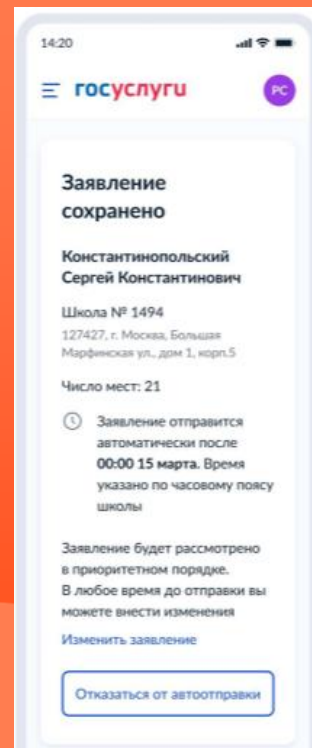 14:20
госуслуги
РС
Заявление
сохранено
Константинопольский
Сергей Константинович
Школа № 1494
127427, г. Москва, Большая
Марфинская ул., дом 1, корп.5
Число мест: 21
Заявление отправится
автоматически после
00:00 15 марта. Время
указано по часовому поясу
школы
Заявление будет рассмотрено
в приоритетном порядке.
В любое время до отправки вы
можете внести изменения
Изменить заявление
Отказаться от автоотправки